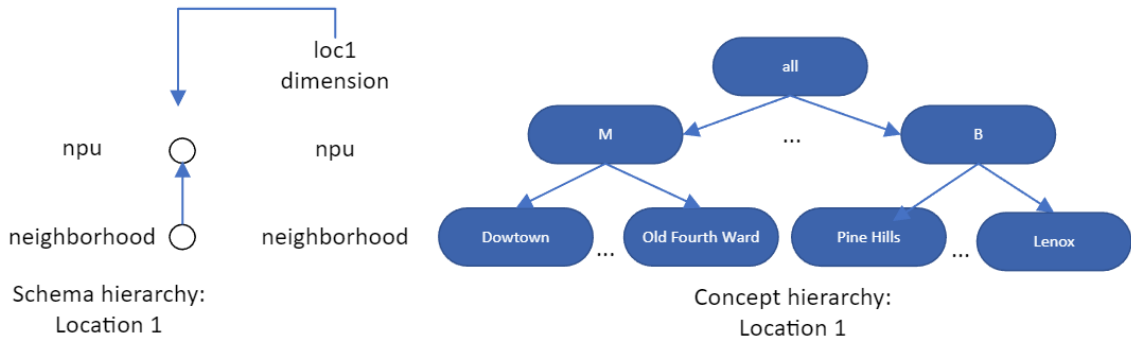 loc1
dimension
npu
npu
neighborhood
neighborhood
Schema hierarchy:
Location 1
all
M
...
B
Dowtown
...
Old Fourth Ward
Pine Hills
...
Lenox
Concept hierarchy:
Location 1